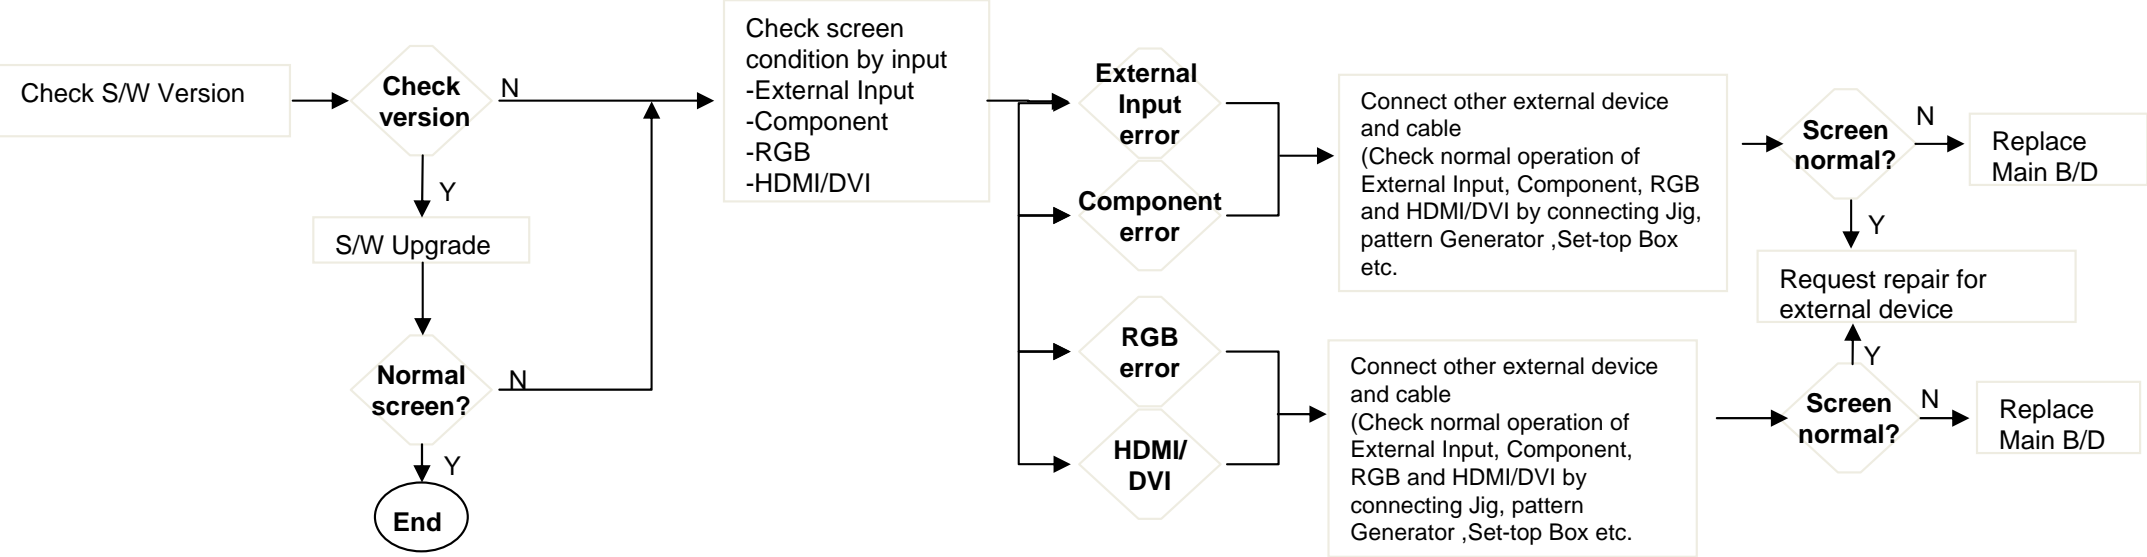 Check S/W Version
Check
version
N
Y
S/W Upgrade
Normal
screen?
N
Y
End
Check screen
condition by input
-External Input
-Component
-RGB
-HDMI/DVI
External
Input
error
Component
error
RGB
error
HDMI/
DVI
Connect other external device
and cable
(Check normal operation of
External Input, Component, RGB
and HDMI/DVI by connecting Jig,
pattern Generator ,Set-top Box
etc.
Connect other external device
and cable
(Check normal operation of
External Input, Component,
RGB and HDMI/DVI by
connecting Jig, pattern
Generator ,Set-top Box etc.
Screen
normal?
N
Replace
Main B/D
Y
Request repair for
external device
Y
Screen
normal?
N
Replace
Main B/D